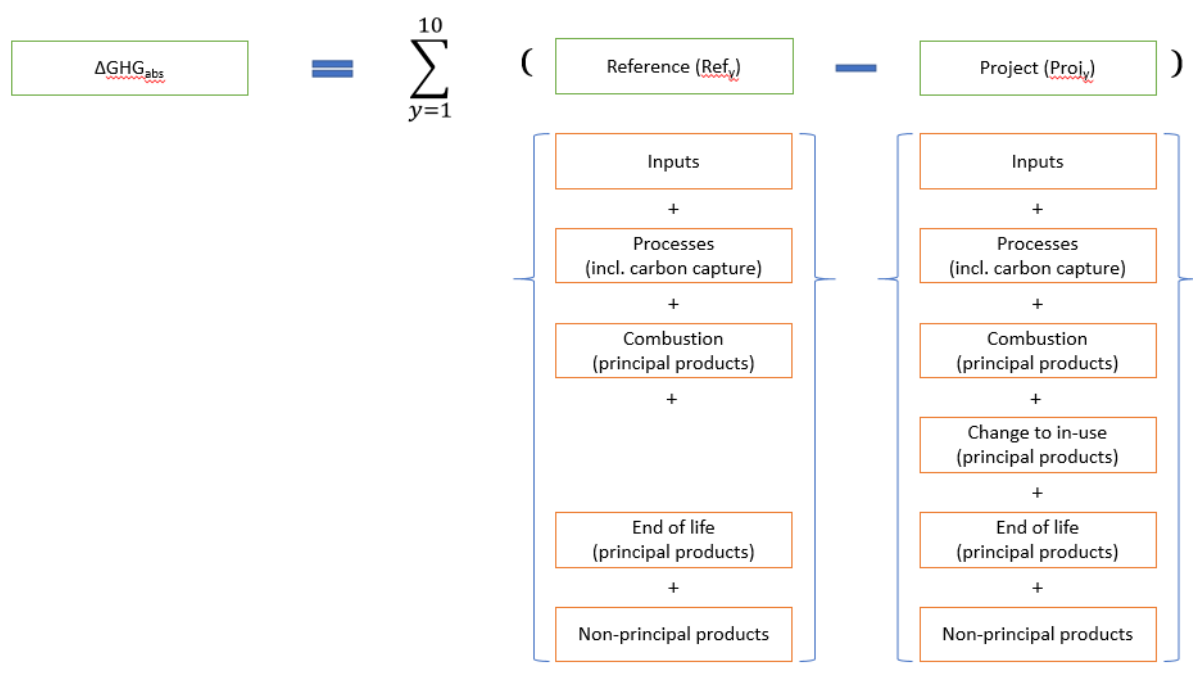 10
ΔGHGabs = ∑ ( Reference (Refy) − Project (Projy) )
y=1
Inputs Inputs
+ +
Processes Processes
(incl. carbon capture) (incl. carbon capture)
+ +
Combustion Combustion
(principal products) (principal products)
+ +
Change to in-use
(principal products)
+
End of life End of life
(principal products) (principal products)
+ +
Non-principal products Non-principal products